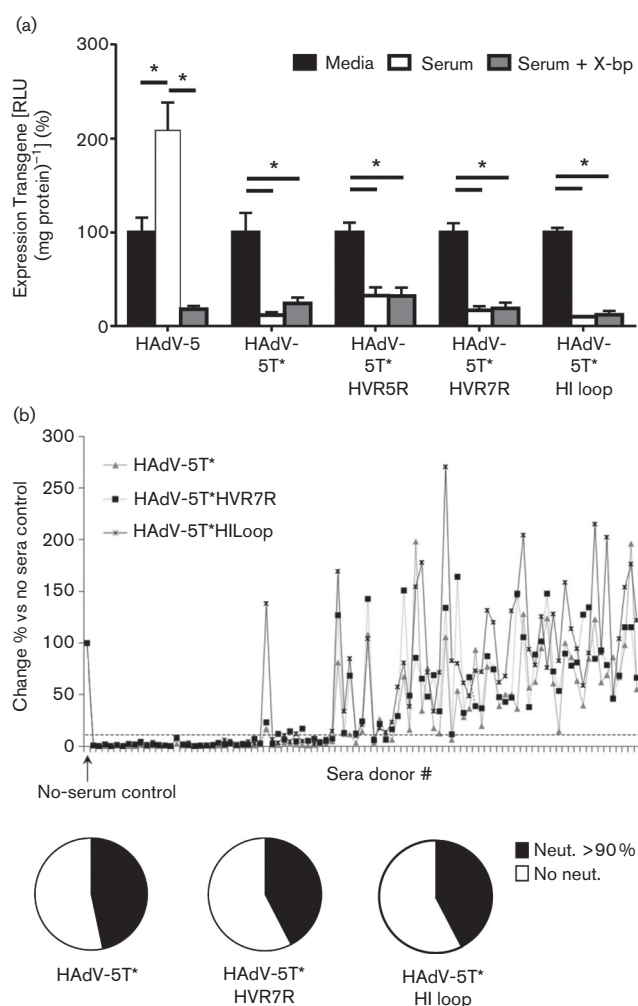 (a)
300
200
100
0
Expression Transgene [RLU
(mg protein)⁻¹] (%)
Media
Serum
Serum + X-bp
* *
* * * *
HAdV-5
HAdV-
5T*
HAdV-
5T*
HVR5R
HAdV-
5T*
HVR7R
HAdV-
5T*
HI loop
(b)
300
250
200
150
100
50
0
Change % vs no sera control
HAdV-5T*
HAdV-5T*HVR7R
HAdV-5T*HILoop
No-serum control
Sera donor #
Neut. >90 %
No neut.
HAdV-5T*
HAdV-5T*
HVR7R
HAdV-5T*
HI loop